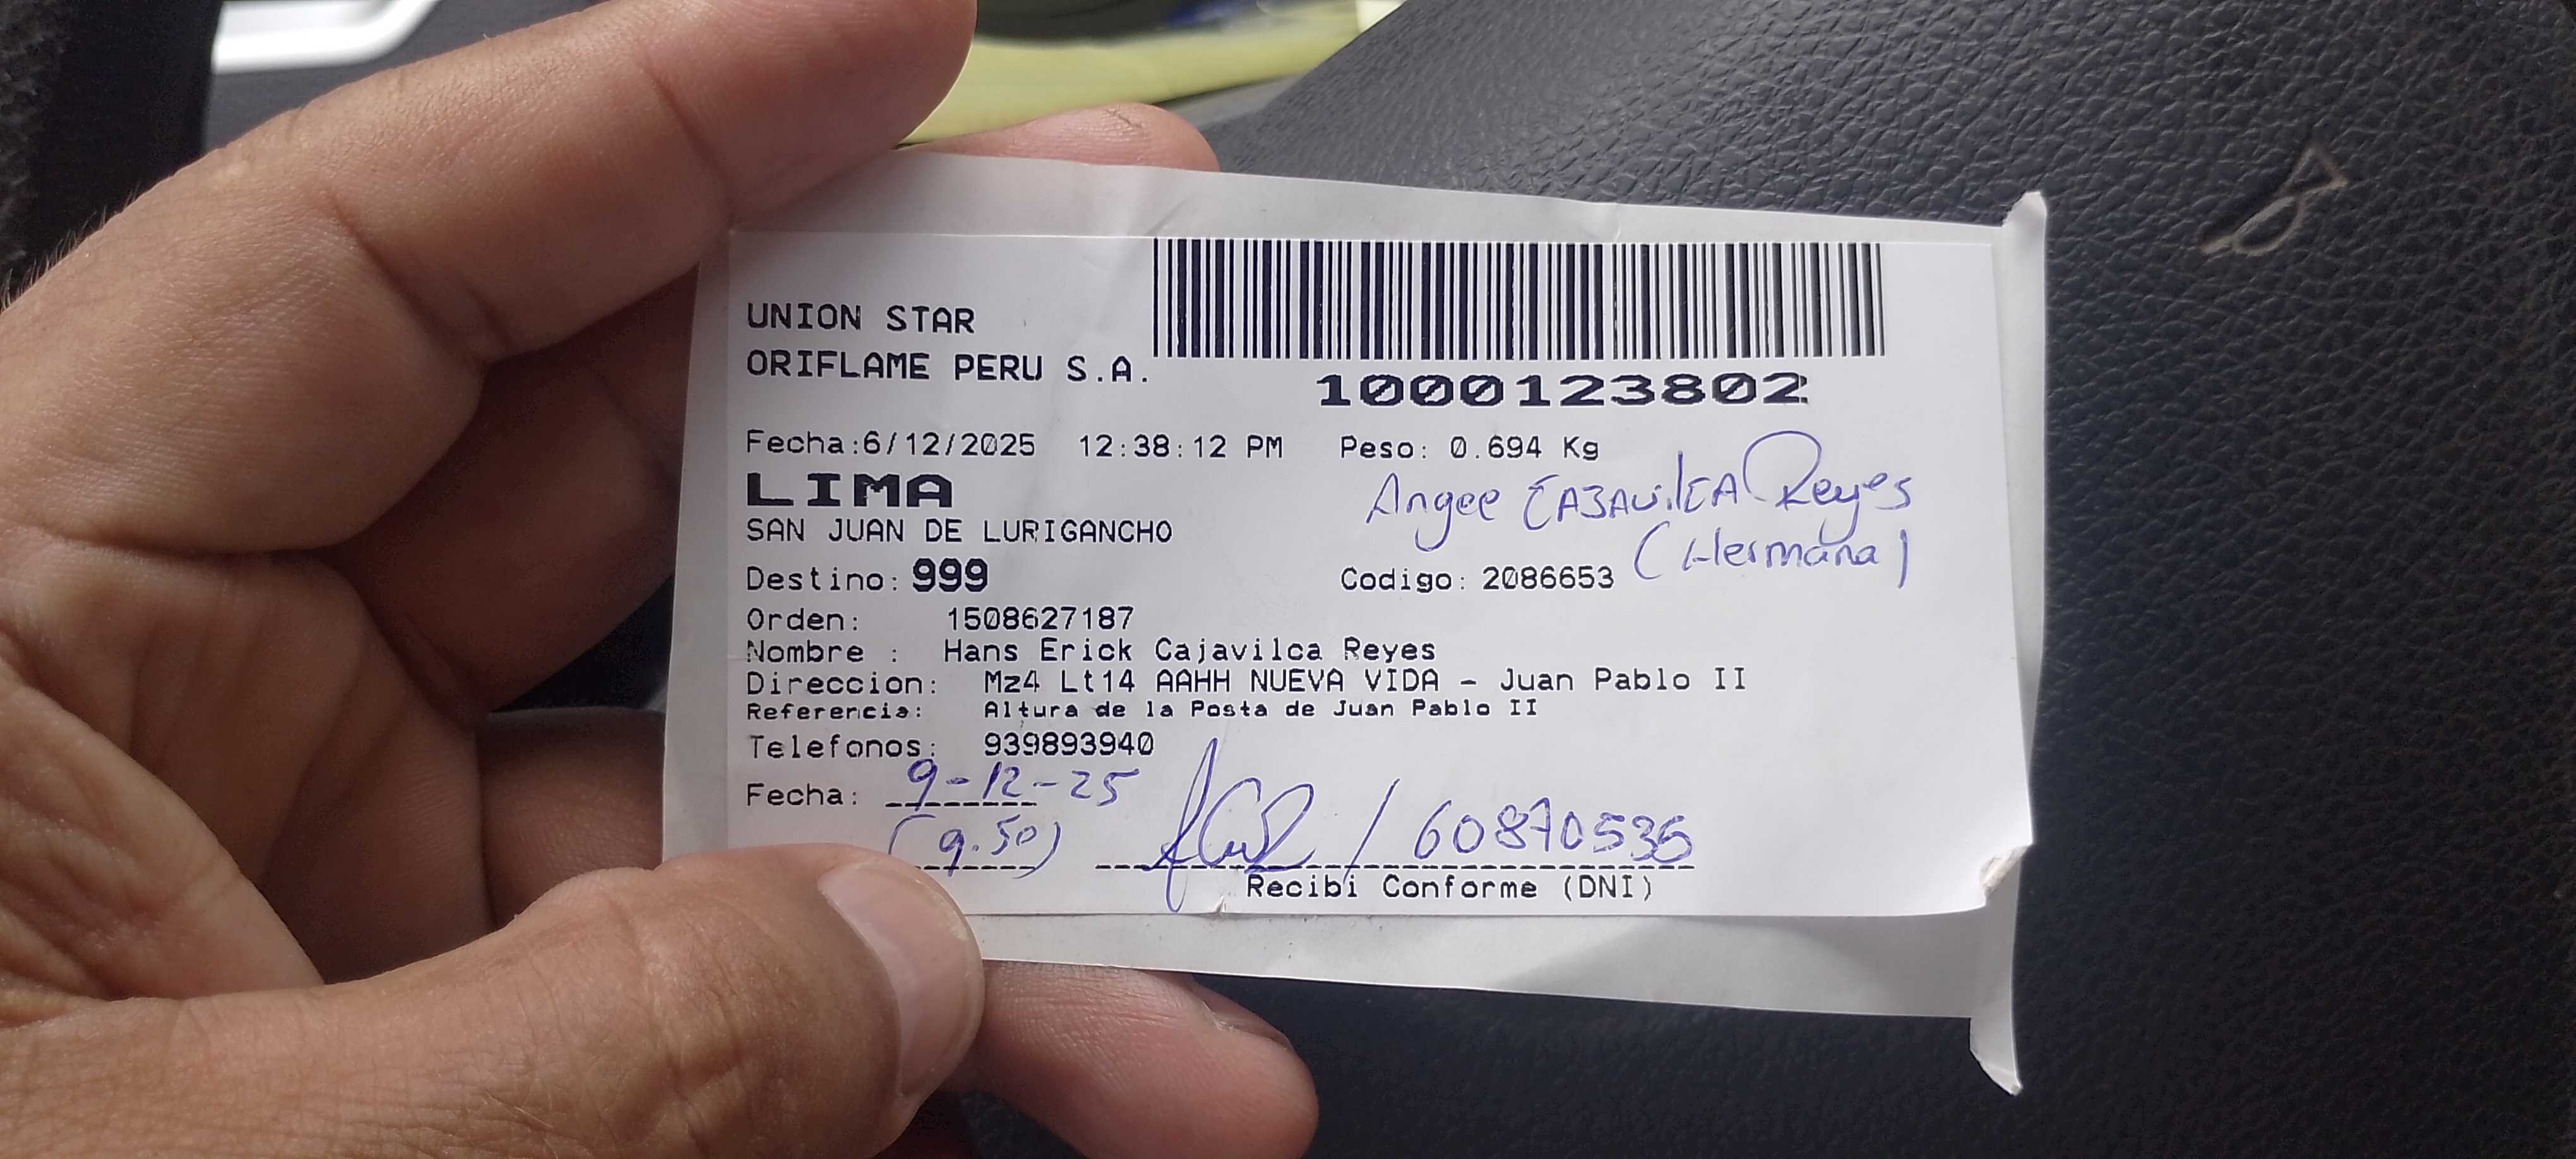 UNION STAR
ORIFLAME PERU S.A.
1000123802
Fecha:6/12/2025 12:38:12 PM Peso: 0.694 Kg
LIMA
Angee CAJAVilCA Reyes
SAN JUAN DE LURIGANCHO
(Hermana)
Destino: 999 Codigo: 2086653
Orden: 1508627187
Nombre : Hans Erick Cajavilca Reyes
Direccion: Mz4 Lt14 AAHH NUEVA VIDA - Juan Pablo II
Referencia: Altura de la Posta de Juan Pablo II
Telefonos: 939893940
Fecha: 9-12-25
(9.50) / 60870535
Recibi Conforme (DNI)